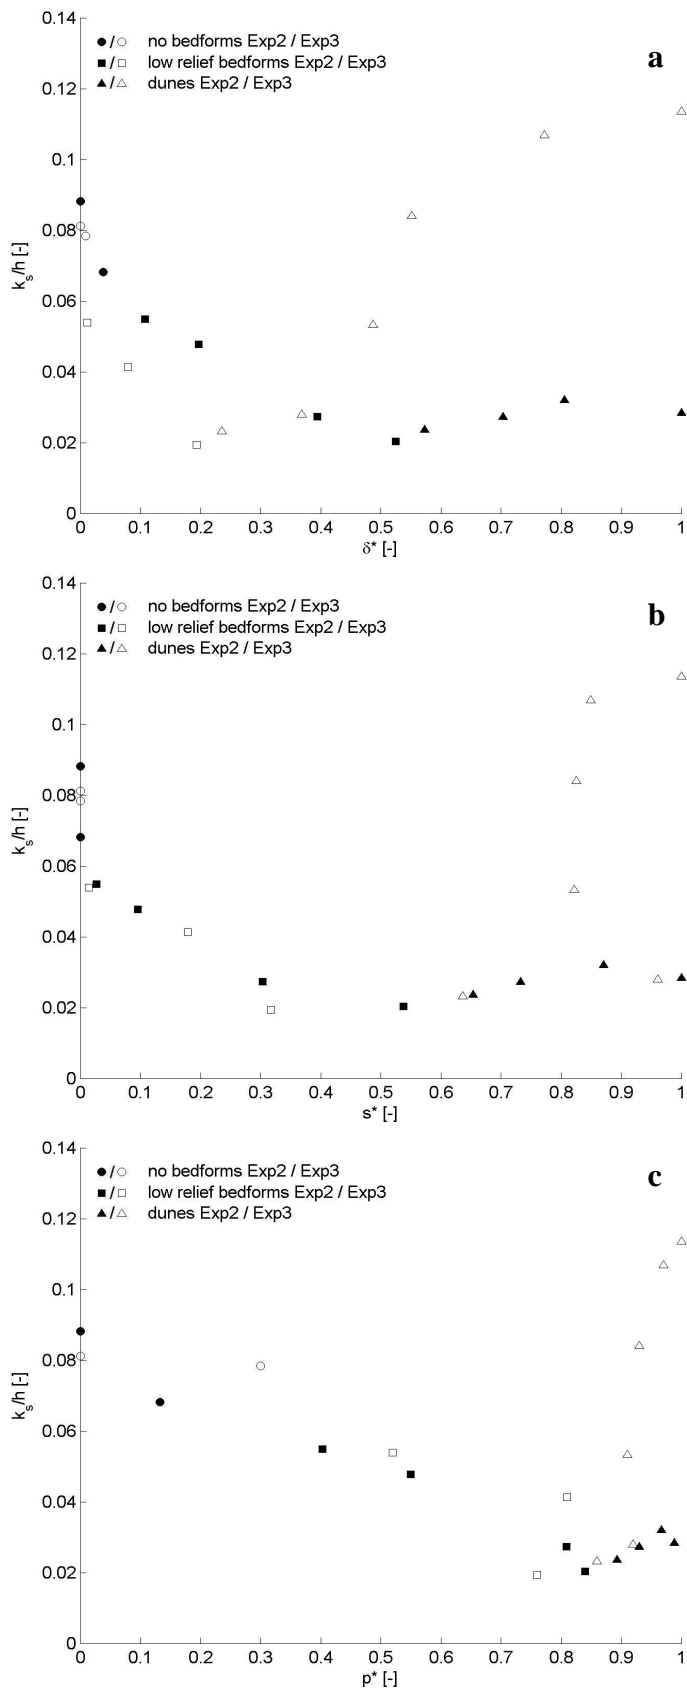 0.14
●/○ no bedforms Exp2 / Exp3
■/□ low relief bedforms Exp2 / Exp3
▲/△ dunes Exp2 / Exp3
a
0.12
0.1
0.08
0.06
0.04
0.02
0
ks/h [-]
0 0.1 0.2 0.3 0.4 0.5 0.6 0.7 0.8 0.9 1
δ* [-]
0.14
●/○ no bedforms Exp2 / Exp3
■/□ low relief bedforms Exp2 / Exp3
▲/△ dunes Exp2 / Exp3
b
0.12
0.1
0.08
0.06
0.04
0.02
0
ks/h [-]
0 0.1 0.2 0.3 0.4 0.5 0.6 0.7 0.8 0.9 1
s* [-]
0.14
●/○ no bedforms Exp2 / Exp3
■/□ low relief bedforms Exp2 / Exp3
▲/△ dunes Exp2 / Exp3
c
0.12
0.1
0.08
0.06
0.04
0.02
0
ks/h [-]
0 0.1 0.2 0.3 0.4 0.5 0.6 0.7 0.8 0.9 1
p* [-]